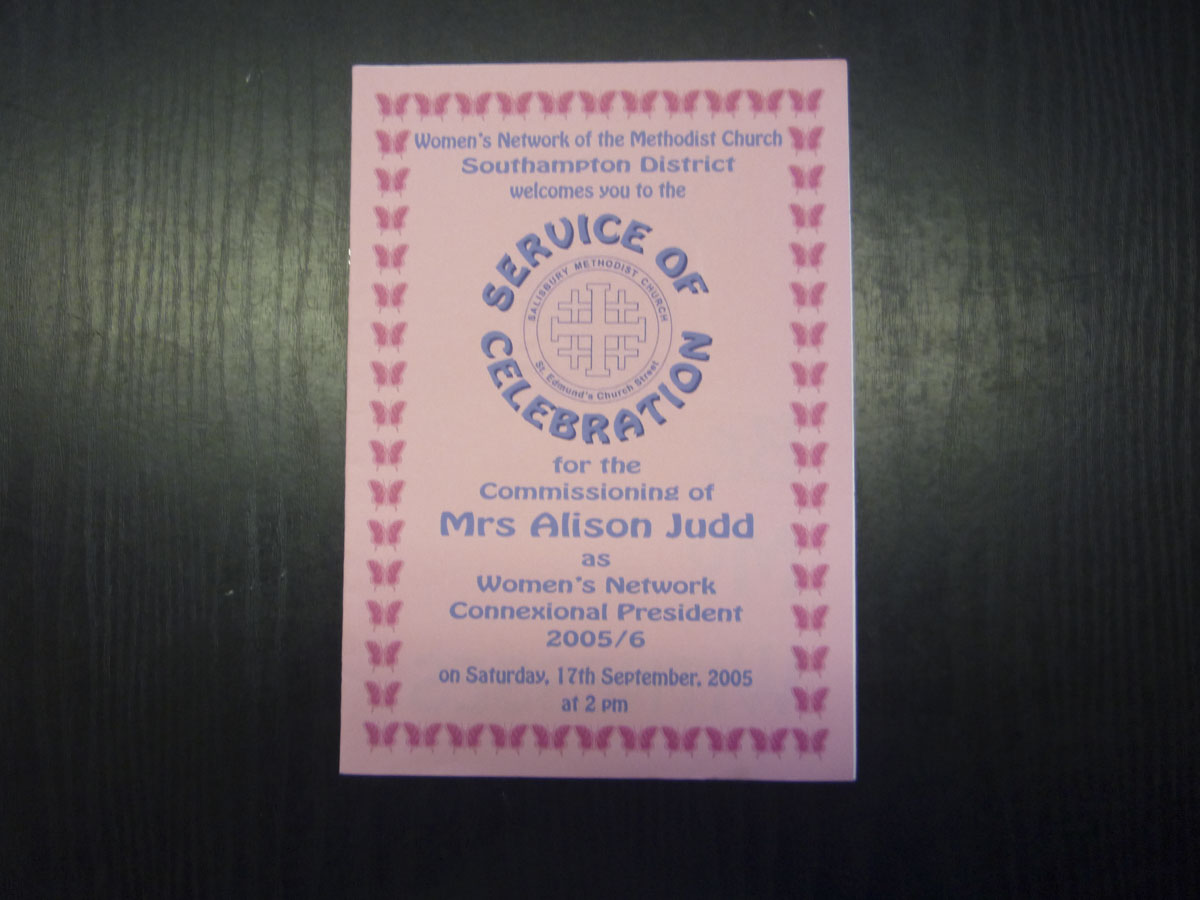 Women's Network of the Methodist Church
Southampton District
welcomes you to the
SERVICE OF
SALISBURY METHODIST CHURCH
St. Edmund's Church Street
CELEBRATION
for the
Commissioning of
Mrs Alison Judd
as
Women's Network
Connexional President
2005/6
on Saturday, 17th September, 2005
at 2 pm